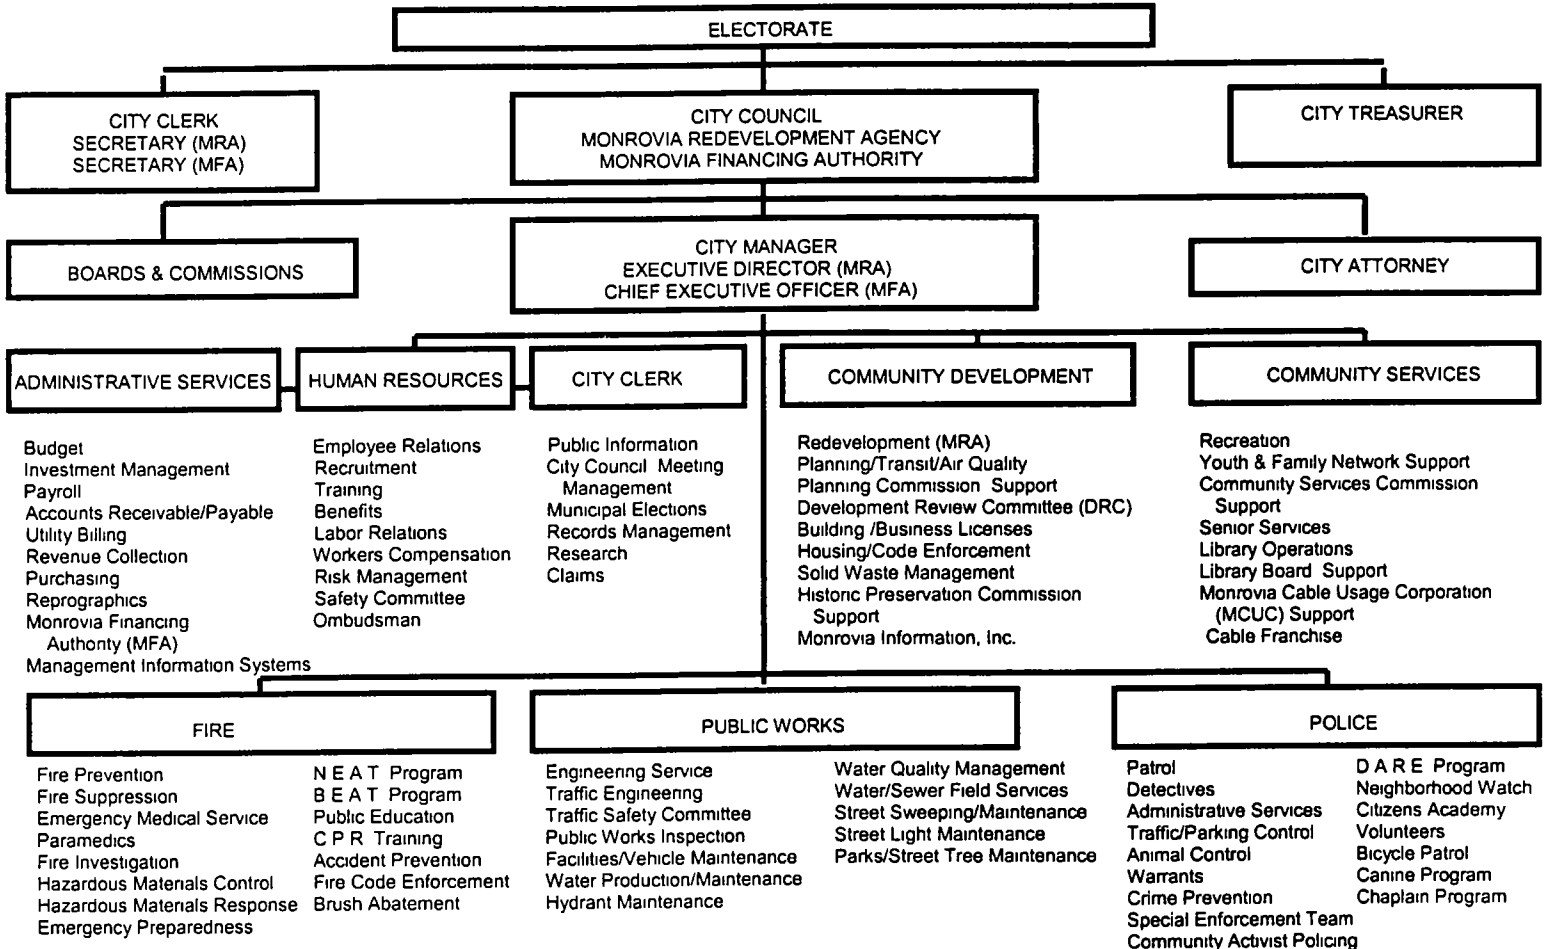 ELECTORATE
CITY CLERK
SECRETARY (MRA)
SECRETARY (MFA)
CITY COUNCIL
MONROVIA REDEVELOPMENT AGENCY
MONROVIA FINANCING AUTHORITY
CITY TREASURER
BOARDS & COMMISSIONS
CITY MANAGER
EXECUTIVE DIRECTOR (MRA)
CHIEF EXECUTIVE OFFICER (MFA)
CITY ATTORNEY
ADMINISTRATIVE SERVICES
Budget
Investment Management
Payroll
Accounts Receivable/Payable
Utility Billing
Revenue Collection
Purchasing
Reprographics
Monrovia Financing
Authority (MFA)
Management Information Systems
HUMAN RESOURCES
Employee Relations
Recruitment
Training
Benefits
Labor Relations
Workers Compensation
Risk Management
Safety Committee
Ombudsman
CITY CLERK
Public Information
City Council Meeting
Management
Municipal Elections
Records Management
Research
Claims
COMMUNITY DEVELOPMENT
Redevelopment (MRA)
Planning/Transit/Air Quality
Planning Commission Support
Development Review Committee (DRC)
Building /Business Licenses
Housing/Code Enforcement
Solid Waste Management
Historic Preservation Commission
Support
Monrovia Information, Inc.
COMMUNITY SERVICES
Recreation
Youth & Family Network Support
Community Services Commission
Support
Senior Services
Library Operations
Library Board Support
Monrovia Cable Usage Corporation
(MCUC) Support
Cable Franchise
FIRE
Fire Prevention
Fire Suppression
Emergency Medical Service
Paramedics
Fire Investigation
Hazardous Materials Control
Hazardous Materials Response
Emergency Preparedness
N E A T Program
B E A T Program
Public Education
C P R Training
Accident Prevention
Fire Code Enforcement
Brush Abatement
PUBLIC WORKS
Engineering Service
Traffic Engineering
Traffic Safety Committee
Public Works Inspection
Facilities/Vehicle Maintenance
Water Production/Maintenance
Hydrant Maintenance
Water Quality Management
Water/Sewer Field Services
Street Sweeping/Maintenance
Street Light Maintenance
Parks/Street Tree Maintenance
POLICE
Patrol
Detectives
Administrative Services
Traffic/Parking Control
Animal Control
Warrants
Crime Prevention
Special Enforcement Team
Community Activist Policing
D A R E Program
Neighborhood Watch
Citizens Academy
Volunteers
Bicycle Patrol
Canine Program
Chaplain Program